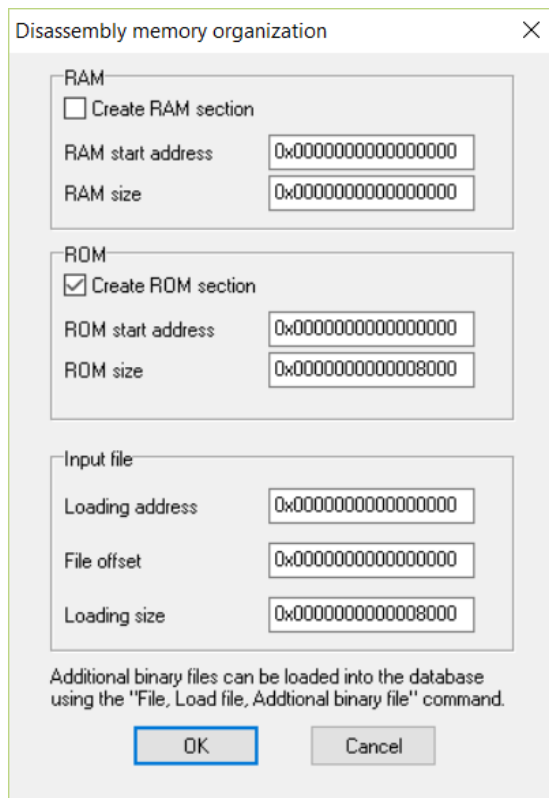 Disassembly memory organization
RAM
Create RAM section
RAM start address 0x0000000000000000
RAM size 0x0000000000000000
ROM
Create ROM section
ROM start address 0x0000000000000000
ROM size 0x0000000000008000
Input file
Loading address 0x0000000000000000
File offset 0x0000000000000000
Loading size 0x0000000000008000
Additional binary files can be loaded into the database
using the "File, Load file, Addtional binary file" command.
OK Cancel